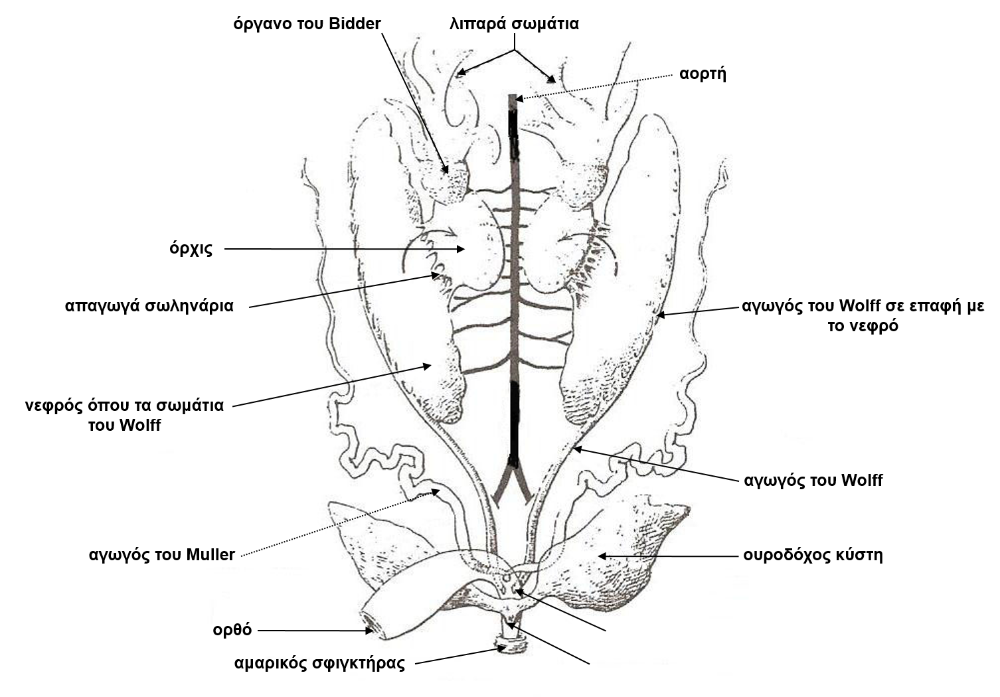 όργανο του Bidder
λιπαρά σωμάτια
αορτή
όρχις
απαγωγά σωληνάρια
αγωγός του Wolff σε επαφή με
το νεφρό
νεφρός όπου τα σωμάτια
του Wolff
αγωγός του Wolff
αγωγός του Muller
ουροδόχος κύστη
ορθό
αμαρικός σφιγκτήρας